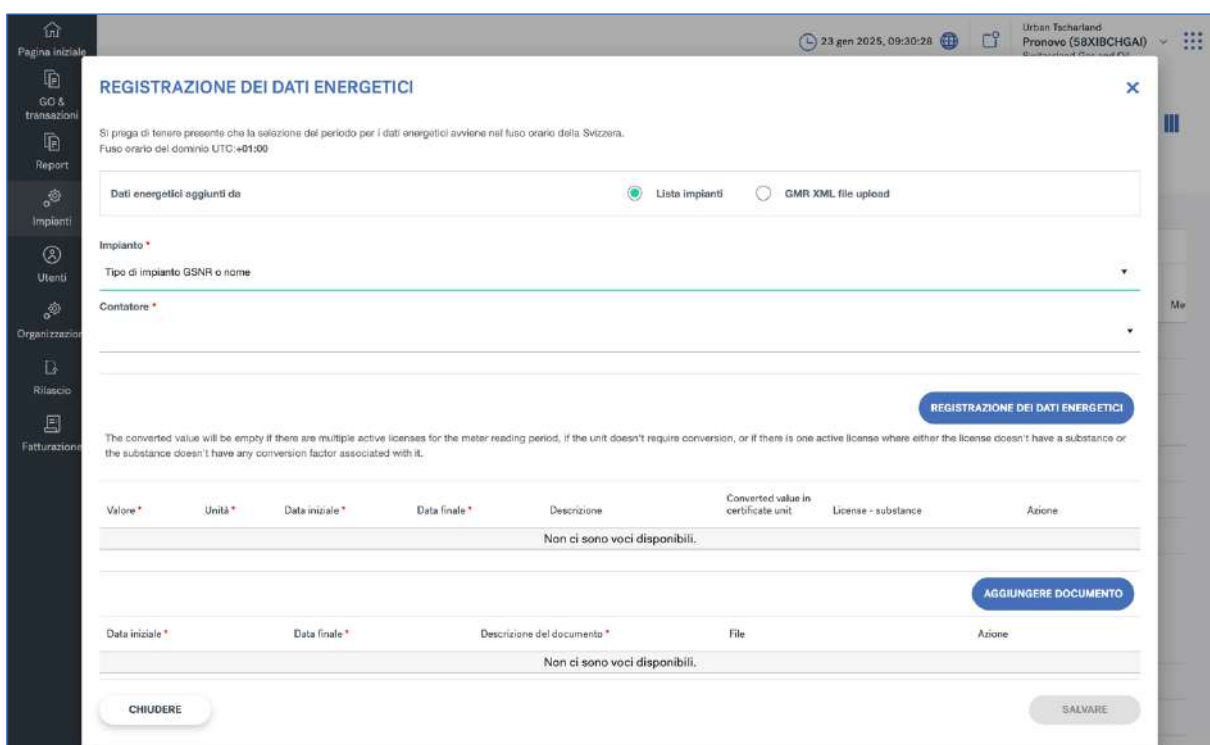 Pagina iniziale
GO &
transazioni
Report
Impianti
Utenti
Organizzazion
Rilascio
Fatturazione
23 gen 2025, 09:30:28
Urban Tscharland
Pronovo (58XIBCHGAI)
REGISTRAZIONE DEI DATI ENERGETICI
Si prega di tenere presente che la selezione del periodo per i dati energetici avviene nel fuso orario della Svizzera.
Fuso orario del dominio UTC:+01:00
Dati energetici aggiunti da
Lista impianti
GMR XML file upload
Impianto *
Tipo di impianto GSNR o nome
Contatore *
Me
REGISTRAZIONE DEI DATI ENERGETICI
The converted value will be empty if there are multiple active licenses for the meter reading period, if the unit doesn't require conversion, or if there is one active license where either the license doesn't have a substance or
the substance doesn't have any conversion factor associated with it.
Valore * Unità * Data iniziale * Data finale * Descrizione Converted value in certificate unit License - substance Azione
Non ci sono voci disponibili.
AGGIUNGERE DOCUMENTO
Data iniziale * Data finale * Descrizione del documento * File Azione
Non ci sono voci disponibili.
CHIUDERE
SALVARE